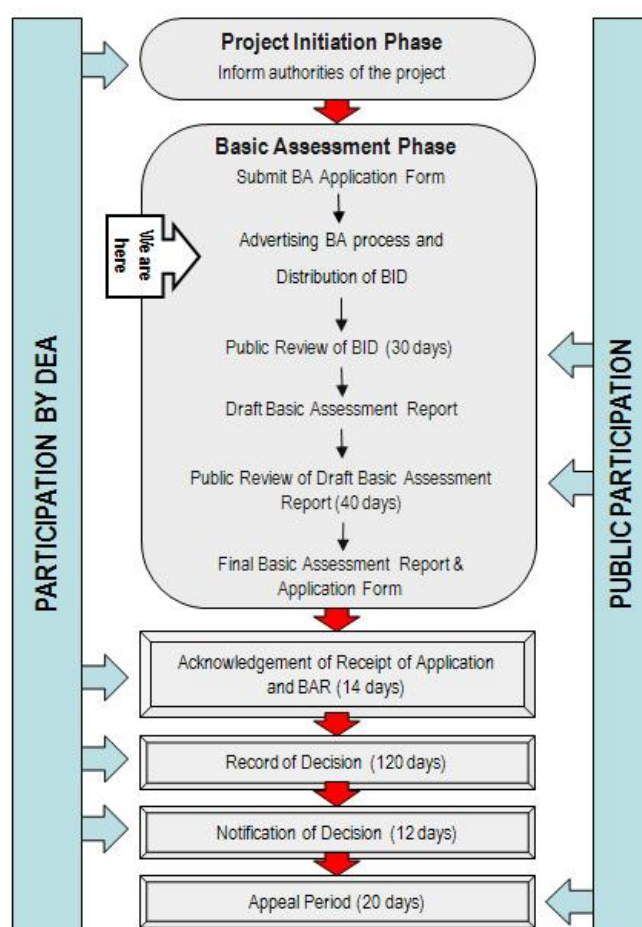 Project Initiation Phase
Inform authorities of the project
Basic Assessment Phase
Submit BA Application Form
We are
here
Advertising BA process and
Distribution of BID
Public Review of BID (30 days)
Draft Basic Assessment Report
Public Review of Draft Basic Assessment
Report (40 days)
Final Basic Assessment Report &
Application Form
Acknowledgement of Receipt of Application
and BAR (14 days)
Record of Decision (120 days)
Notification of Decision (12 days)
Appeal Period (20 days)
PARTICIPATION BY DEA
PUBLIC PARTICIPATION